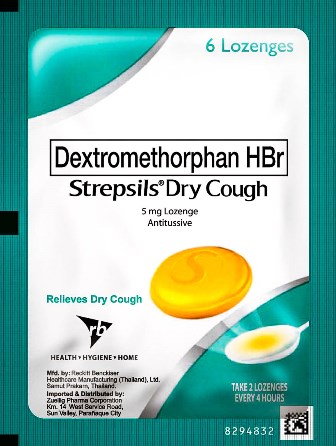 6 Lozenges
Dextromethorphan HBr
Strepsils® Dry Cough
5 mg Lozenge
Antitussive
S
Relieves Dry Cough
rb
HEALTH • HYGIENE • HOME
Mfd. by: Reckitt Benckiser
Healthcare Manufacturing (Thailand), Ltd.
Samut Prakarn, Thailand.
Imported & Distributed by:
Zuellig Pharma Corporation
Km. 14 West Service Road,
Sun Valley, Parañaque City
TAKE 2 LOZENGES
EVERY 4 HOURS
8294832